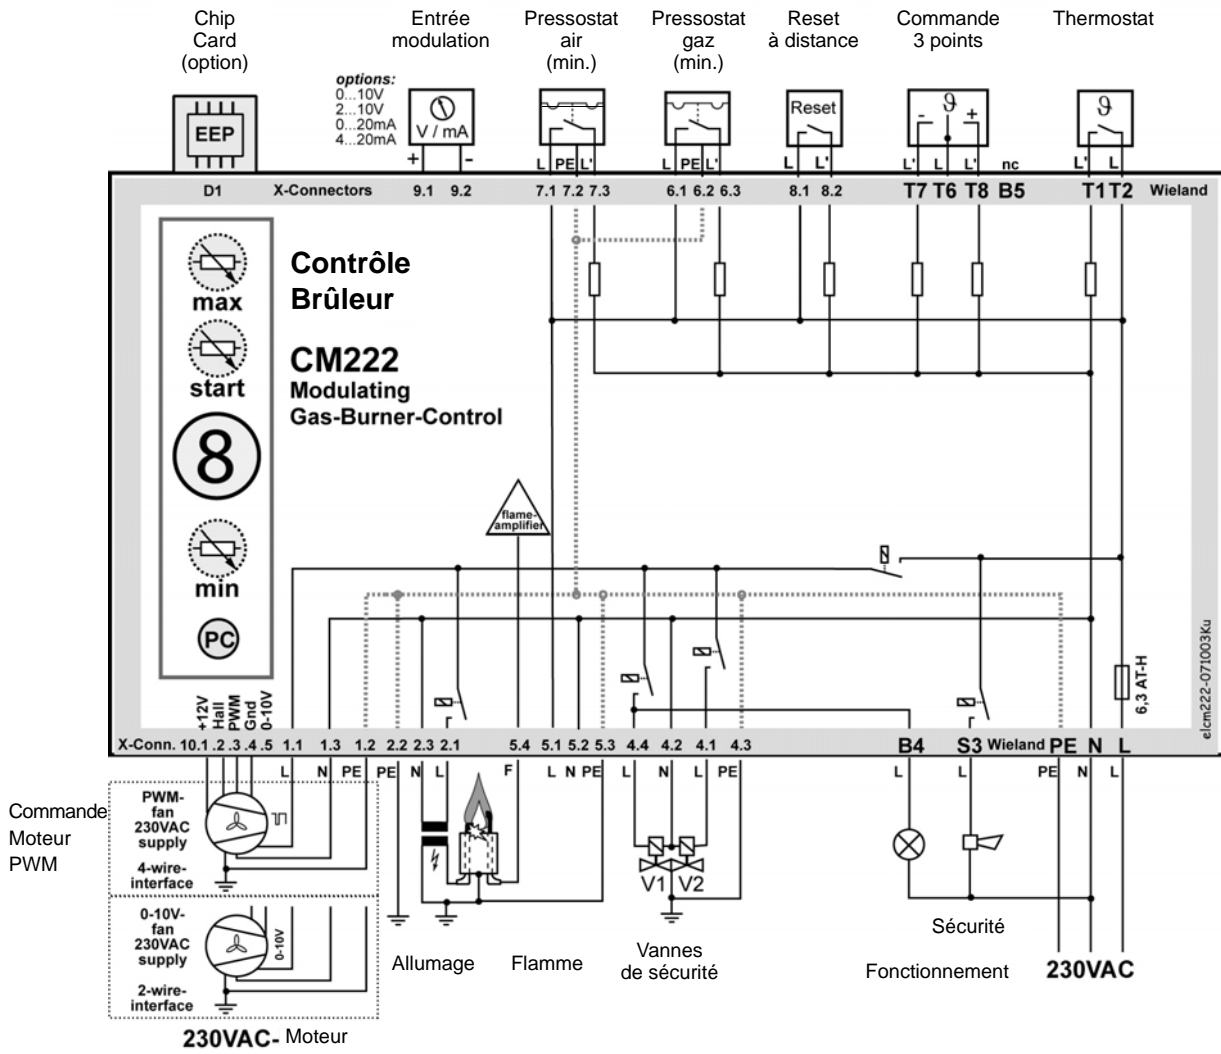 Chip
Card
(option)
Entrée
modulation
Pressostat
air
(min.)
Pressostat
gaz
(min.)
Reset
à distance
Commande
3 points
Thermostat
options:
0...10V
2...10V
0...20mA
4...20mA
EEP
V / mA
+ -
Reset
ϑ
- +
ϑ
L PE L'
L PE L'
L L'
L' L L' nc
L' L
D1 X-Connectors 9.1 9.2 7.1 7.2 7.3 6.1 6.2 6.3 8.1 8.2 T7 T6 T8 B5 T1 T2 Wieland
max
start
8
min
PC
Contrôle
Brûleur
CM222
Modulating
Gas-Burner-Control
flame-
amplifier
6,3 AT-H
elcm222-071003Ku
+12V
Hall
PWM
Gnd
0-10V
X-Conn. 10.1 .2 .3 .4 .5 1.1 1.3 1.2 2.2 2.3 2.1 5.4 5.1 5.2 5.3 4.4 4.2 4.1 4.3 B4 S3 Wieland PE N L
L N PE PE N L F L N PE L N L PE L L PE N L
Commande
Moteur
PWM
PWM-
fan
230VAC
supply
4-wire-
interface
0-10V-
fan
230VAC
supply
2-wire-
interface
0-10V
230VAC- Moteur
Allumage
Flamme
V1 V2
Vannes
de sécurité
Sécurité
Fonctionnement
230VAC